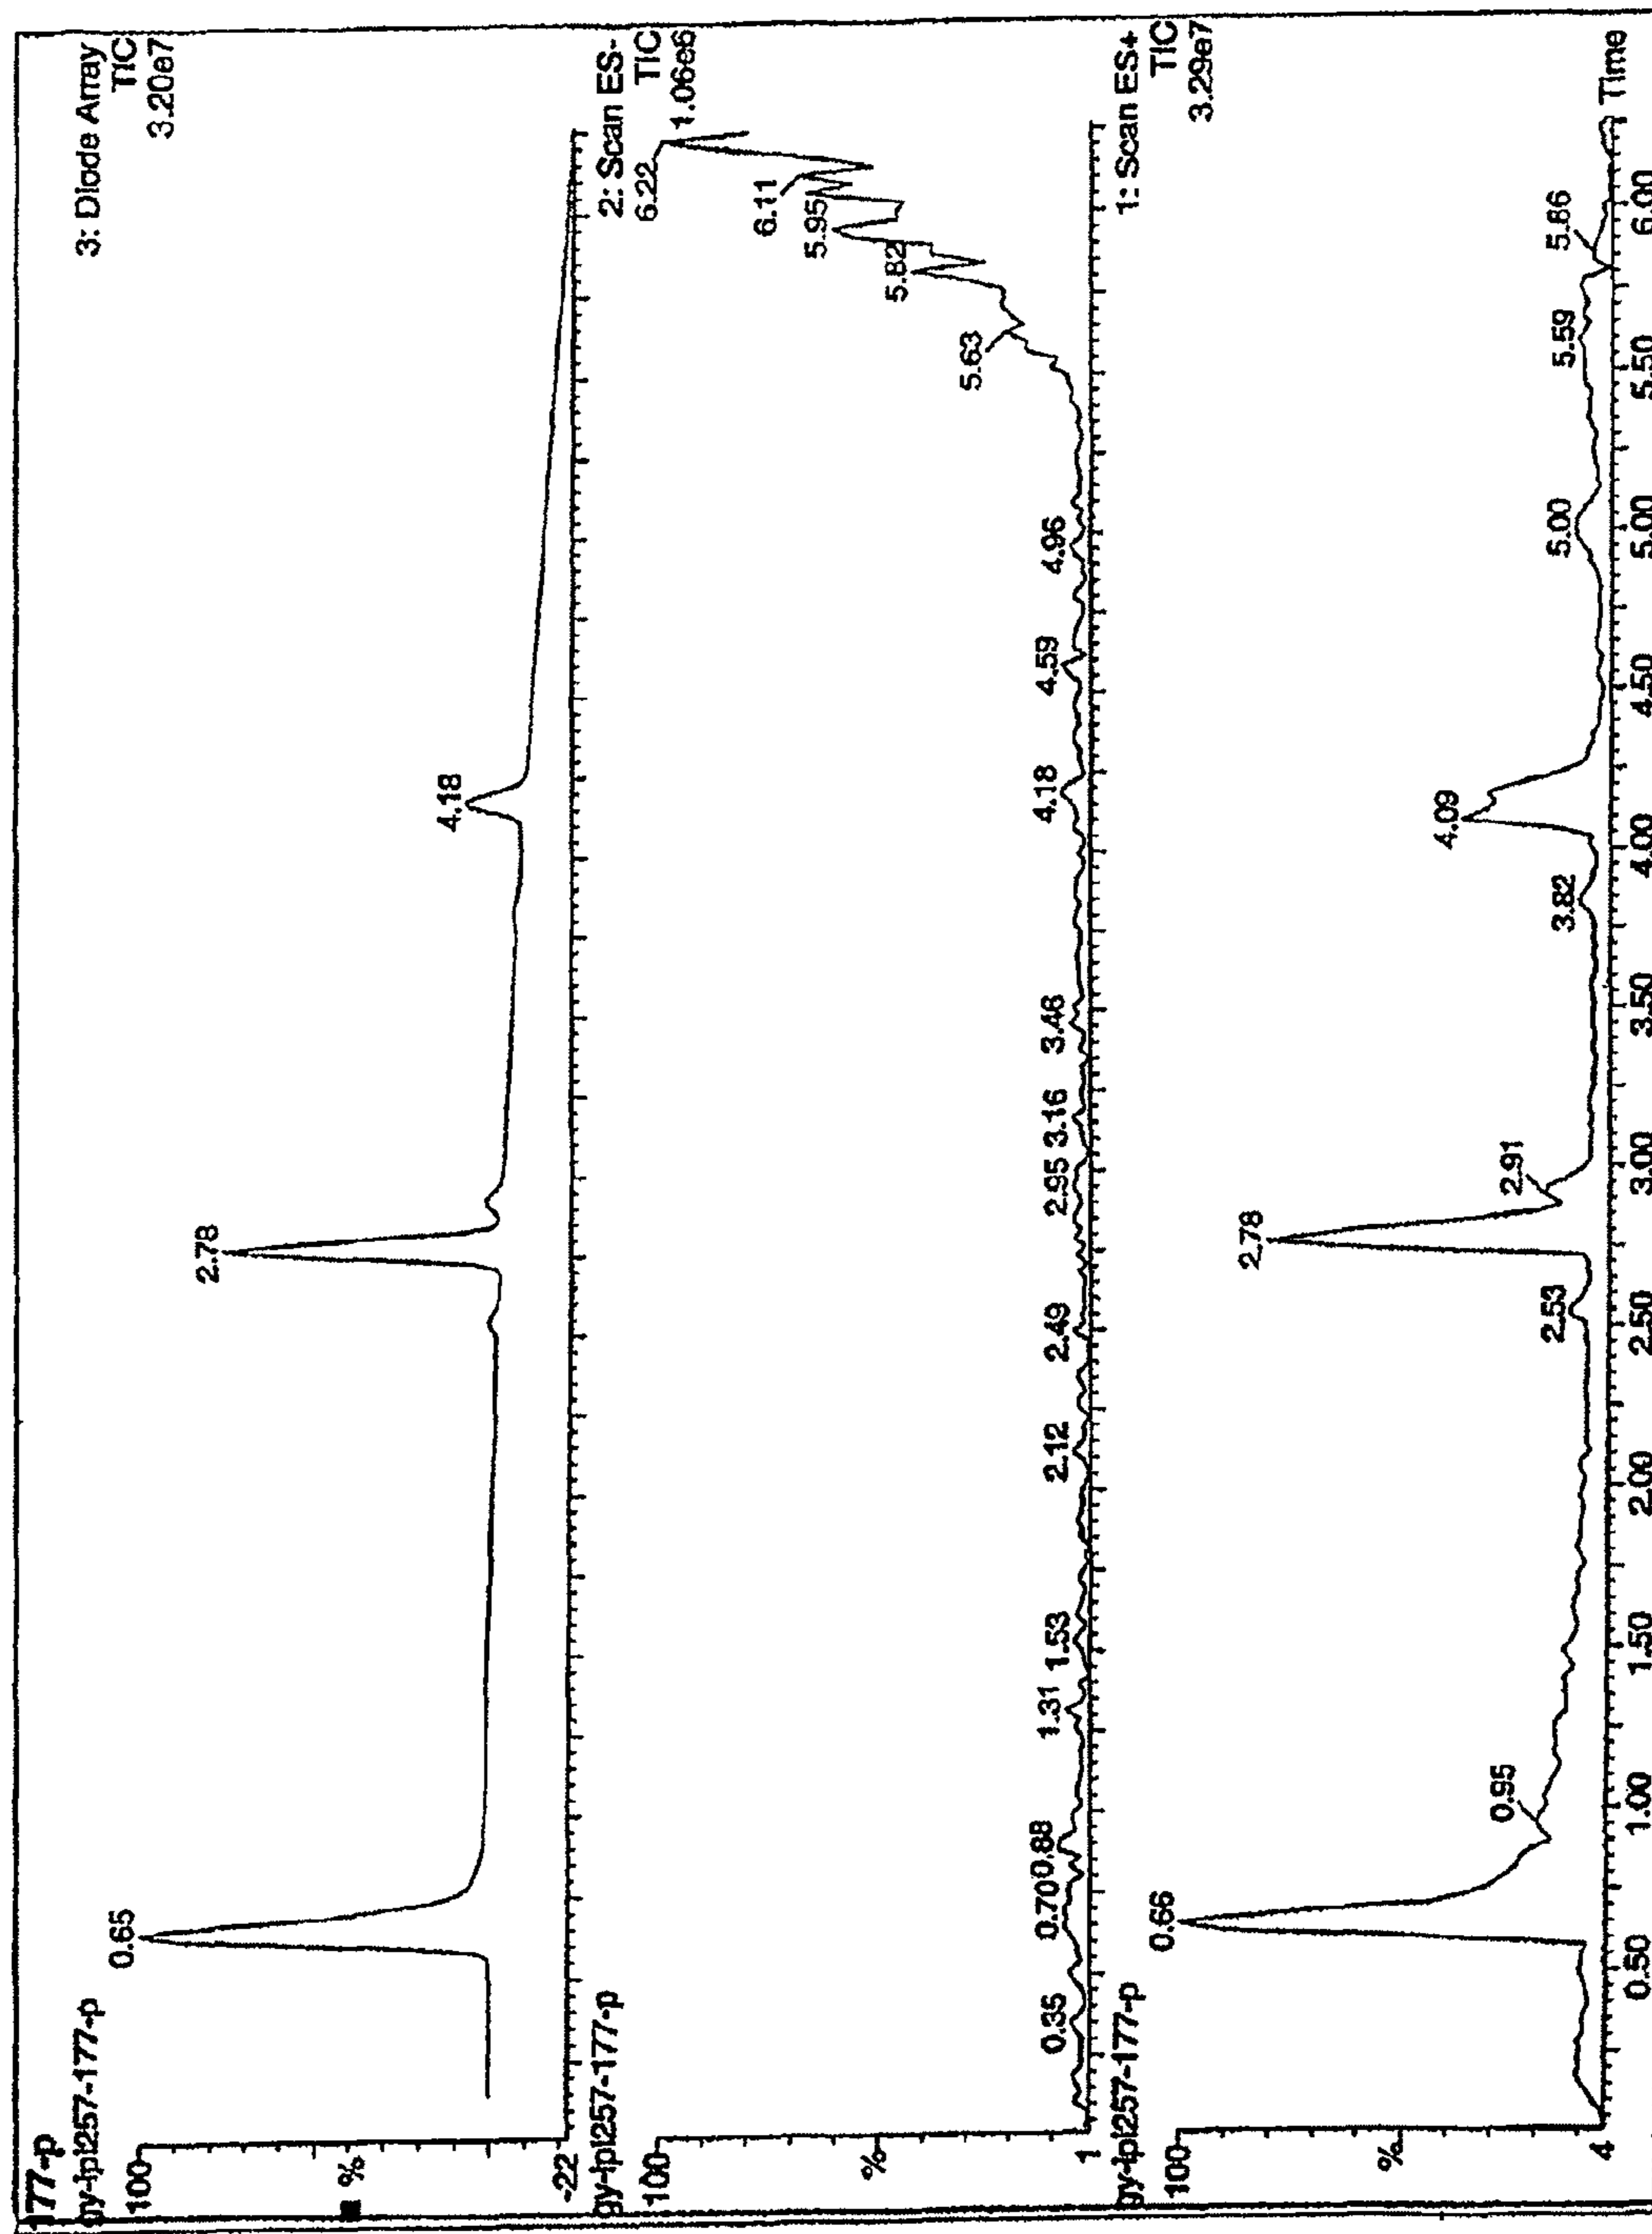 177-p
gy-lpl257-177-p
3: Diode Array
TIC
3.20e7
100
%
-22
0.65
2.78
4.18
gy-lpl257-177-p
2: Scan ES-
TIC
1.06e6
100
%
1
0.35
0.70
0.88
1.31
1.53
2.12
2.49
2.95
3.16
3.46
4.18
4.59
4.96
5.63
5.82
5.95
6.11
6.22
gy-lpl257-177-p
1: Scan ES+
TIC
3.29e7
100
%
4
0.66
0.95
2.53
2.78
2.91
3.82
4.09
5.00
5.59
5.86
0.50 1.00 1.50 2.00 2.50 3.00 3.50 4.00 4.50 5.00 5.50 6.00
Time